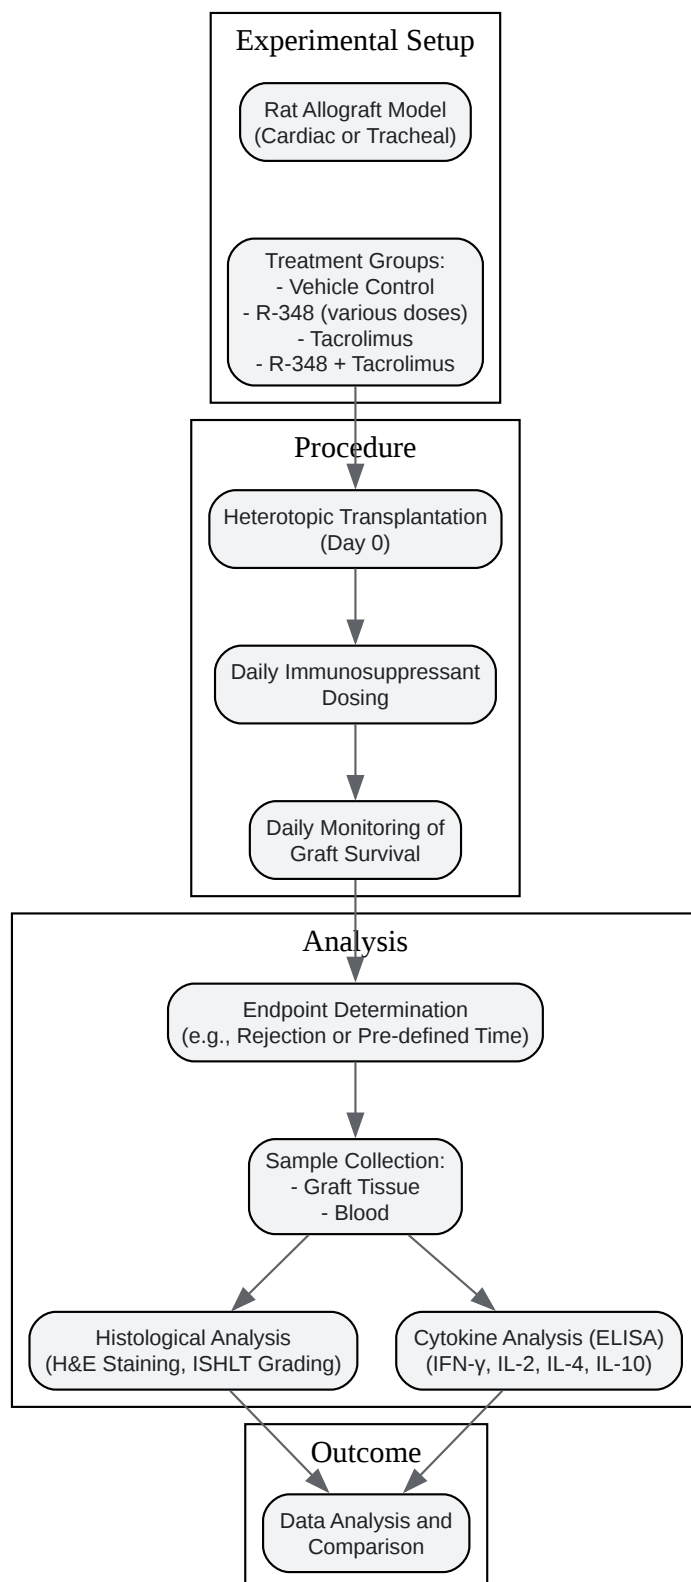 Experimental Setup
Rat Allograft Model
(Cardiac or Tracheal)
Treatment Groups:
- Vehicle Control
- R-348 (various doses)
- Tacrolimus
- R-348 + Tacrolimus
Procedure
Heterotopic Transplantation
(Day 0)
Daily Immunosuppressant
Dosing
Daily Monitoring of
Graft Survival
Analysis
Endpoint Determination
(e.g., Rejection or Pre-defined Time)
Sample Collection:
- Graft Tissue
- Blood
Histological Analysis
(H&E Staining, ISHLT Grading)
Cytokine Analysis (ELISA)
(IFN-γ, IL-2, IL-4, IL-10)
Outcome
Data Analysis and
Comparison